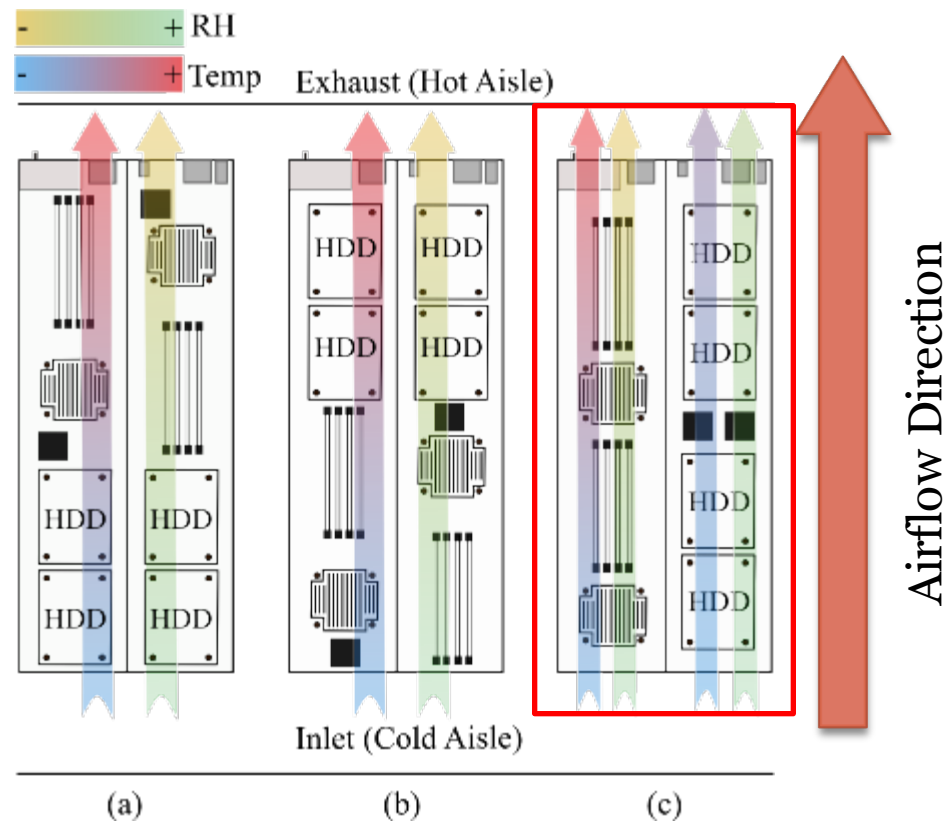 - + RH
- + Temp
Exhaust (Hot Aisle)
HDD HDD HDD
HDD HDD HDD
HDD HDD HDD
HDD HDD HDD
Inlet (Cold Aisle)
(a) (b) (c)
Airflow Direction